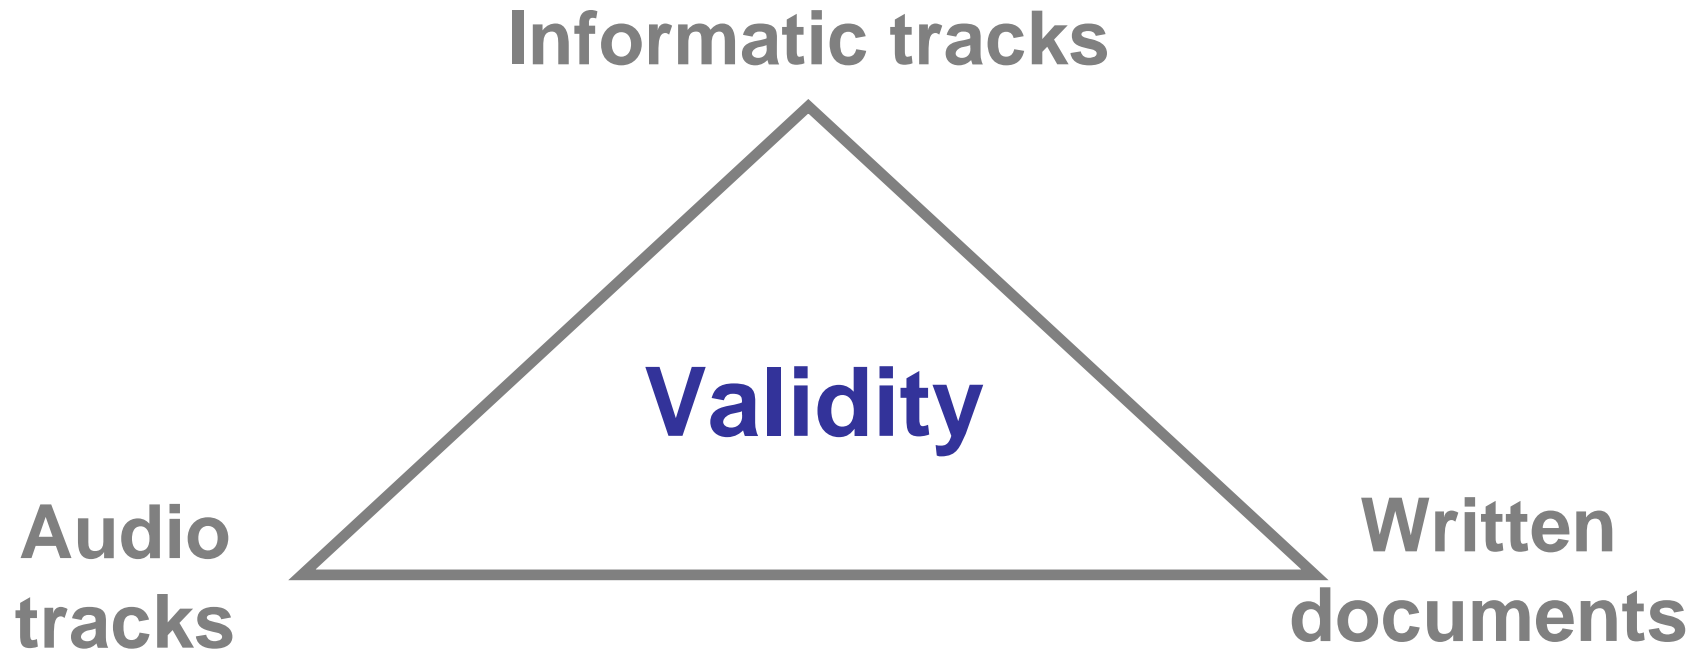 Informatic tracks
Validity
Audio
tracks
Written
documents